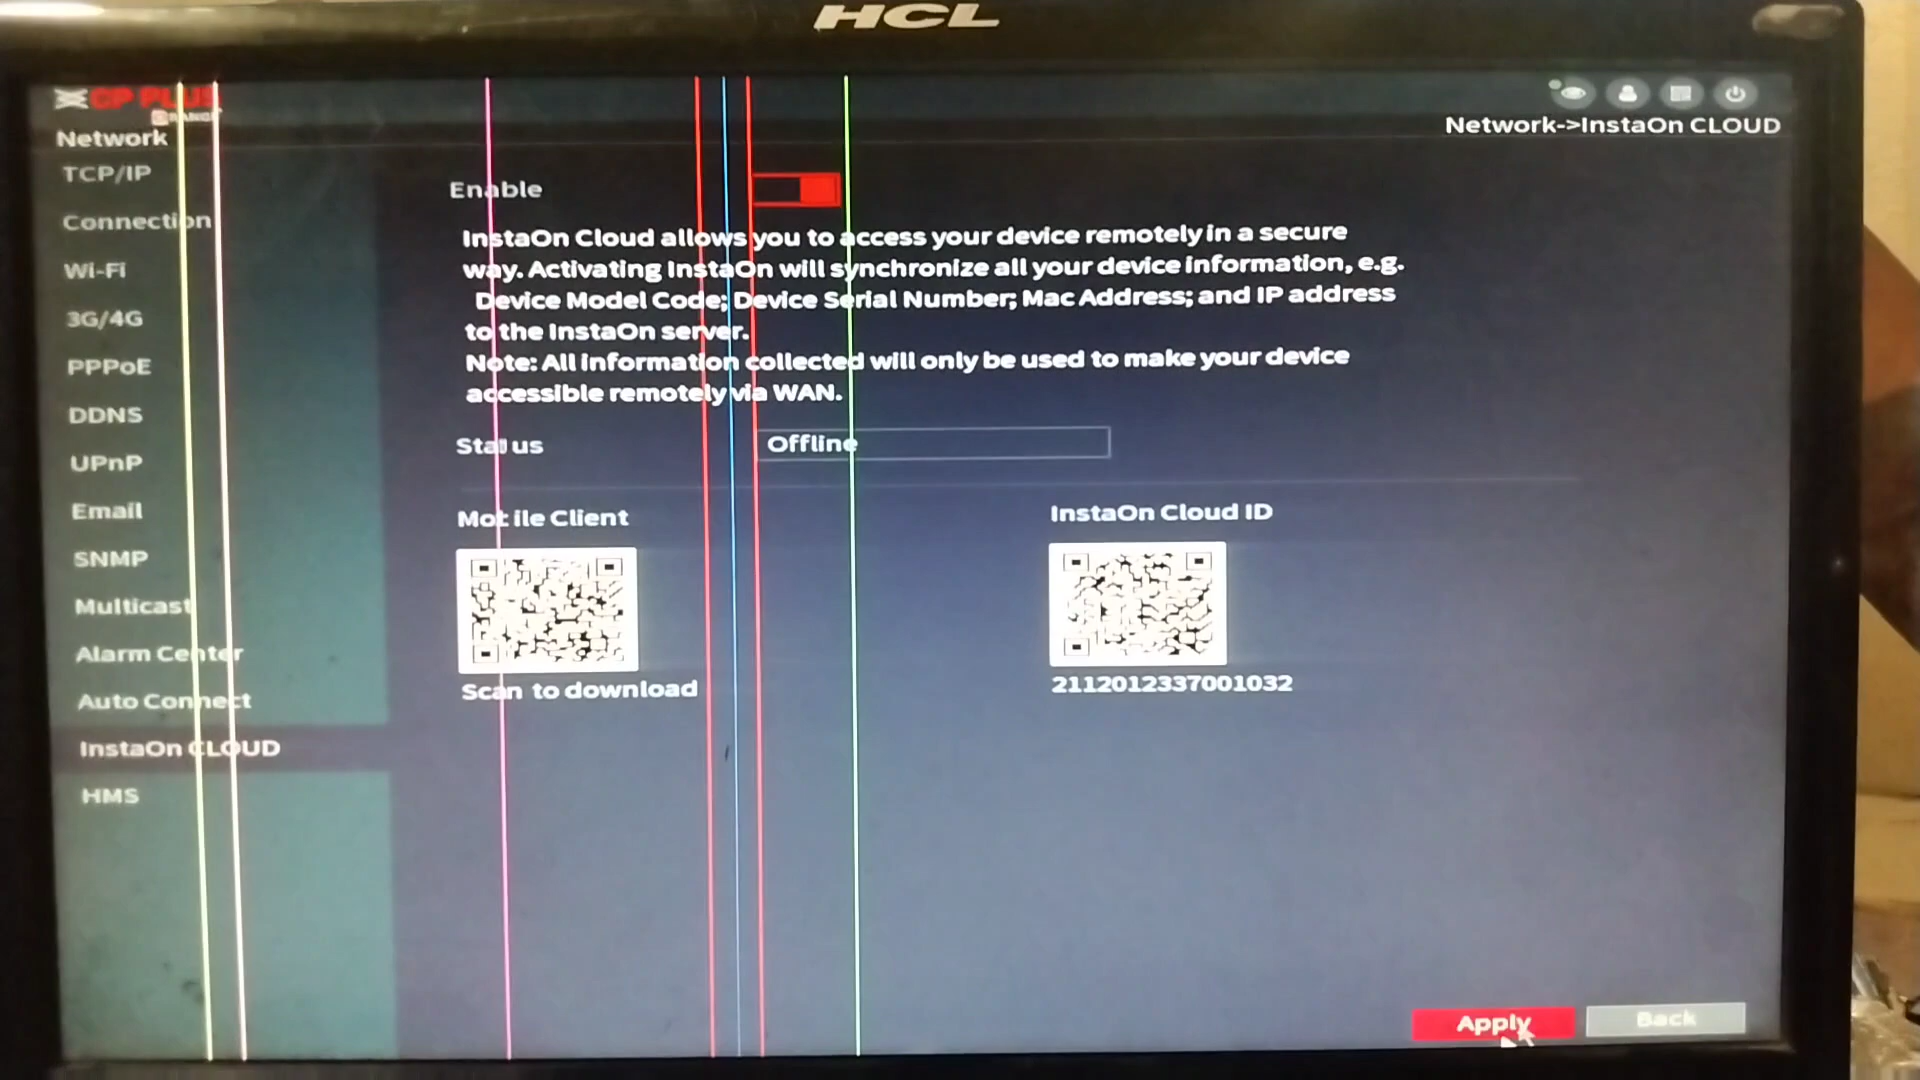 HCL
CP PLUS
ORANGE
Network
Network->InstaOn CLOUD
TCP/IP
Connection
Wi-Fi
3G/4G
PPPoE
DDNS
UPnP
Email
SNMP
Multicast
Alarm Center
Auto Connect
InstaOn CLOUD
HMS
Enable
InstaOn Cloud allows you to access your device remotely in a secure
way. Activating InstaOn will synchronize all your device information, e.g.
Device Model Code; Device Serial Number; Mac Address; and IP address
to the InstaOn server.
Note: All information collected will only be used to make your device
accessible remotely via WAN.
Status Offline
Mobile Client
Scan to download
InstaOn Cloud ID
2112012337001032
Apply Back